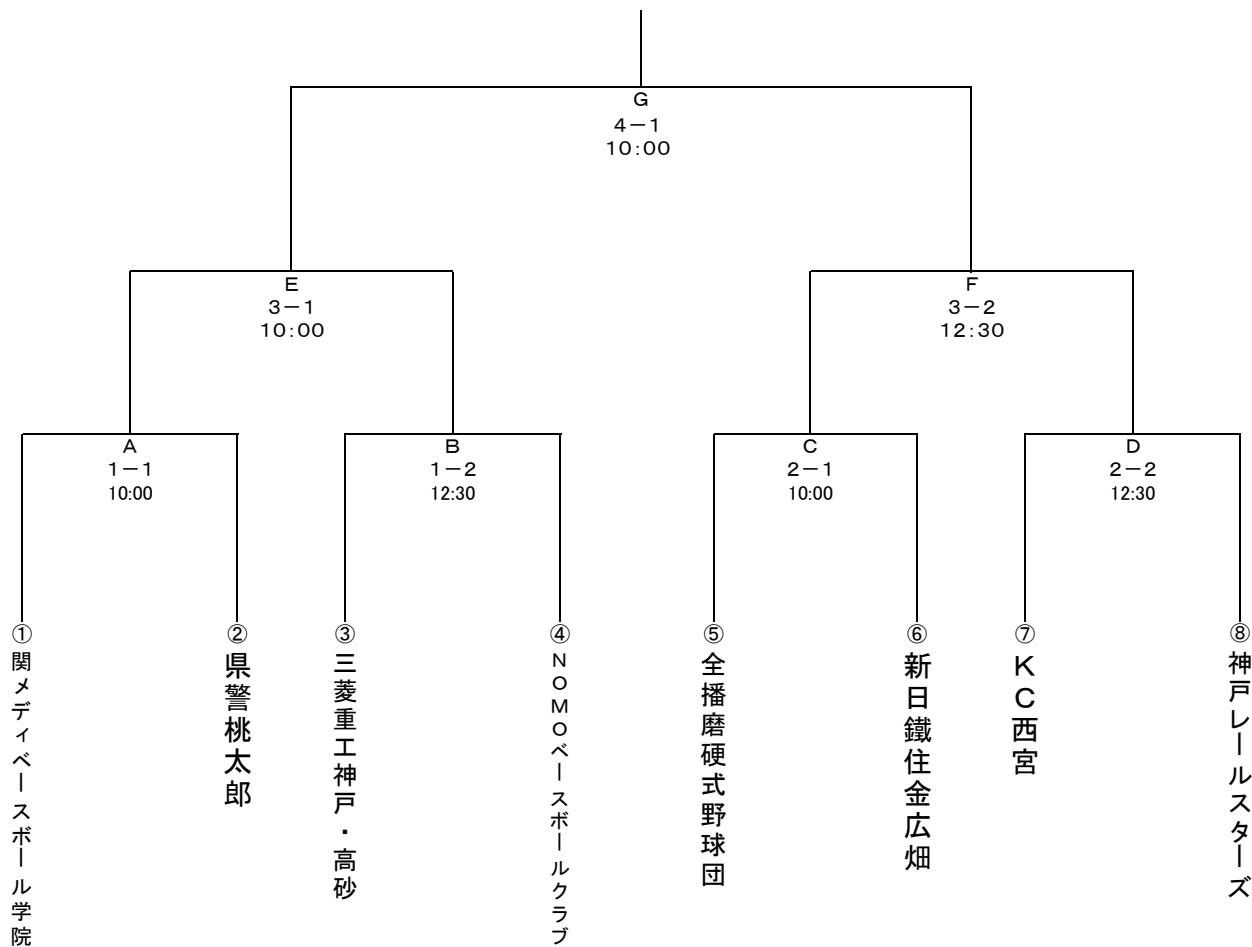 G
4－1
10:00
E
3－1
10:00
F
3－2
12:30
A
1－1
10:00
B
1－2
12:30
C
2－1
10:00
D
2－2
12:30
①関メディベースボール学院
②県警桃太郎
③三菱重工神戸・高砂
④NOMOベースボールクラブ
⑤全播磨硬式野球団
⑥新日鐵住金広畑
⑦KC西宮
⑧神戸レールスターズ